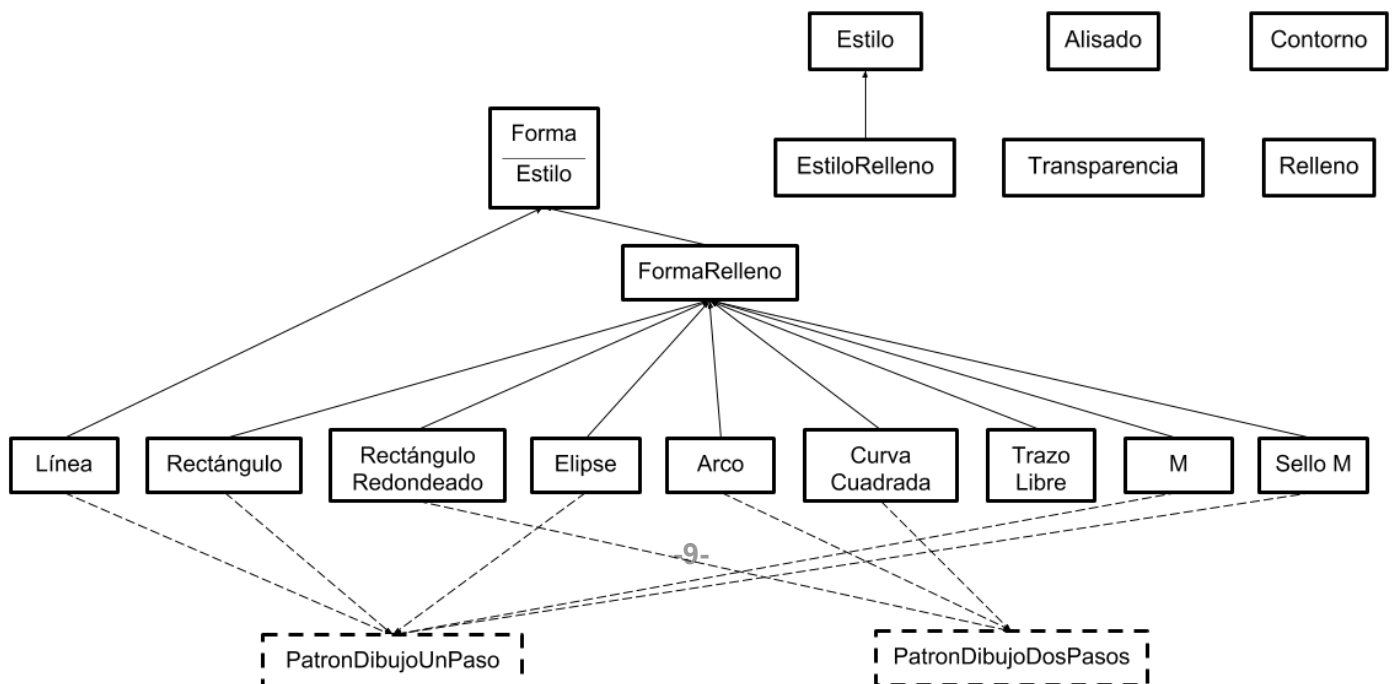 Estilo
Alisado
Contorno
Forma
Estilo
EstiloRelleno
Transparencia
Relleno
FormaRelleno
Línea
Rectángulo
Rectángulo
Redondeado
Elipse
Arco
Curva
Cuadrada
Trazo
Libre
M
Sello M
-9-
PatronDibujoUnPaso
PatronDibujoDosPasos